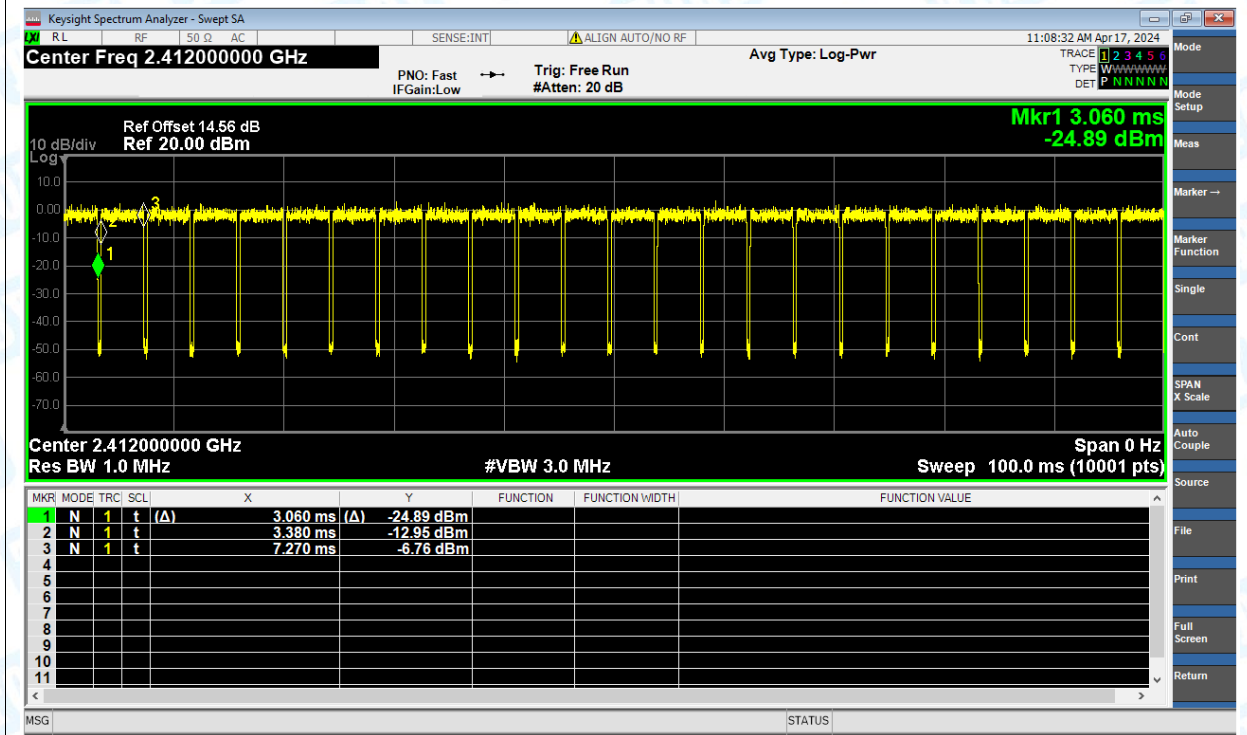 Keysight Spectrum Analyzer - Swept SA
LXI RL RF 50 Ω AC SENSE:INT ALIGN AUTO/NO RF 11:08:32 AM Apr 17, 2024
Center Freq 2.412000000 GHz
Avg Type: Log-Pwr
TRACE 1 2 3 4 5 6
TYPE WWWWWW
DET P N N N N N
PNO: Fast
IFGain:Low
Trig: Free Run
#Atten: 20 dB
Mkr1 3.060 ms
-24.89 dBm
Ref Offset 14.56 dB
10 dB/div Ref 20.00 dBm
Log
10.0
0.00
-10.0
-20.0
-30.0
-40.0
-50.0
-60.0
-70.0
1
2
3
Center 2.412000000 GHz Span 0 Hz
Res BW 1.0 MHz #VBW 3.0 MHz Sweep 100.0 ms (10001 pts)
MKR MODE TRC SCL X Y FUNCTION FUNCTION WIDTH FUNCTION VALUE
1 N 1 t (Δ) 3.060 ms (Δ) -24.89 dBm
2 N 1 t 3.380 ms -12.95 dBm
3 N 1 t 7.270 ms -6.76 dBm
4
5
6
7
8
9
10
11
MSG STATUS
Mode
Mode
Setup
Meas
Marker →
Marker
Function
Single
Cont
SPAN
X Scale
Auto
Couple
Source
File
Print
Full
Screen
Return